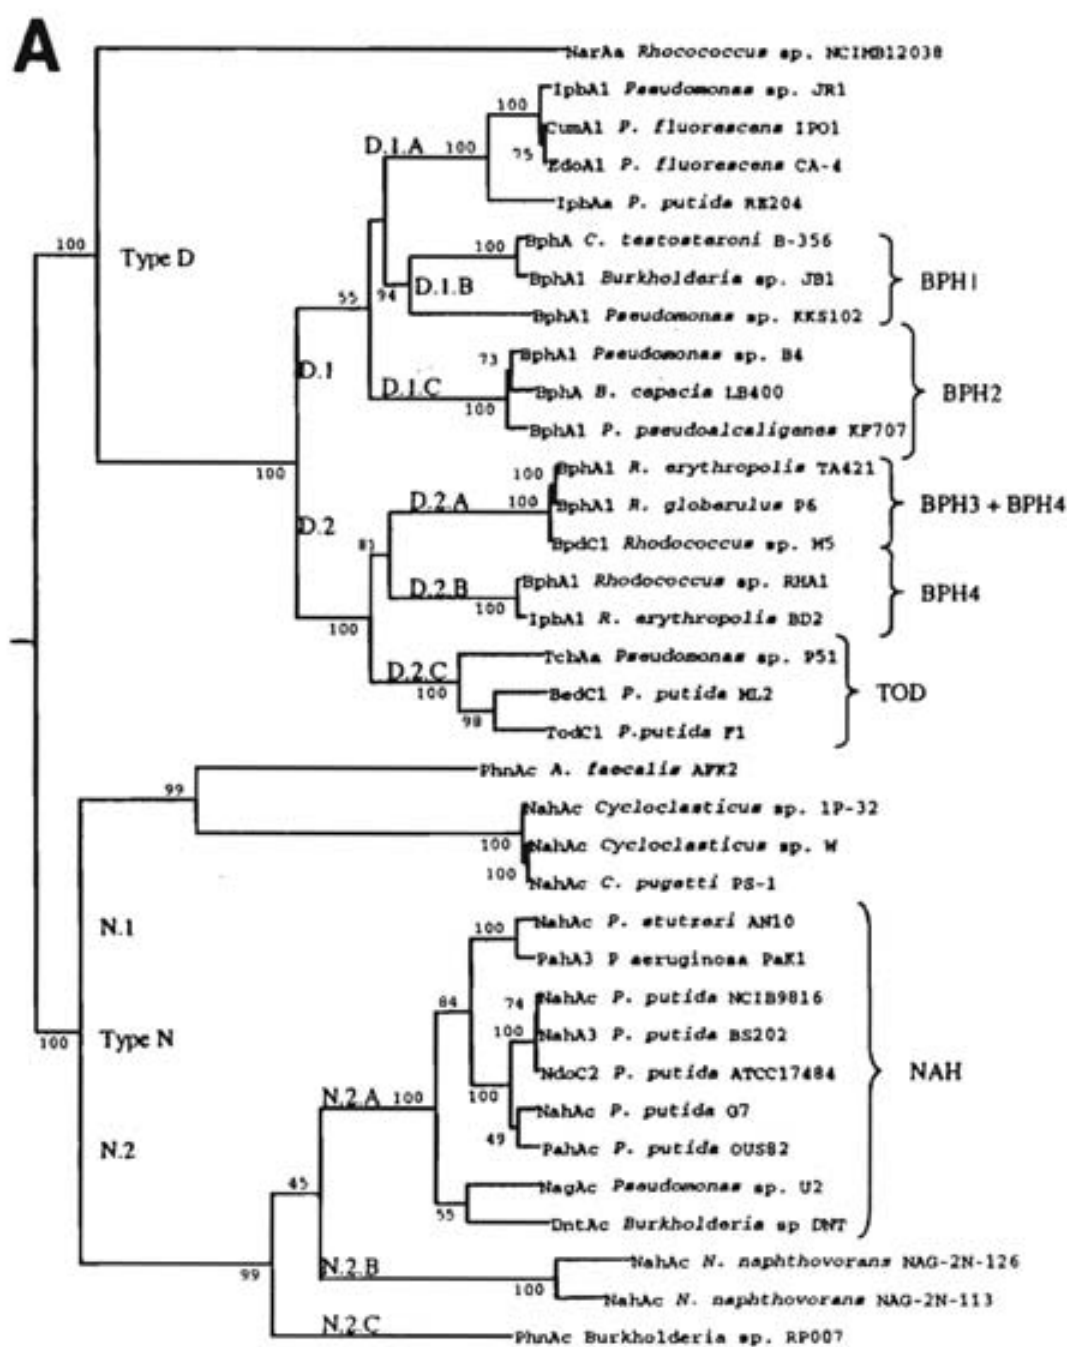 A
NarAa Rhocococcus sp. NCIMB12038
IpbA1 Pseudomonas sp. JR1
100
CumA1 P. fluorescens IPO1
D.1.A 100
75
EdoA1 P. fluorescens CA-4
IphAa P. putida RE204
100
Type D
BphA C. testosteroni B-356
100
BphA1 Burkholderia sp. JB1
BPH1
55
94
D.1.B
BphA1 Pseudomonas sp. KKS102
73
BphA1 Pseudomonas sp. B4
D.1
D.1.C
BphA B. cepacia LB400
BPH2
100
BphA1 P. pseudoalcaligenes KF707
100
100
BphA1 R. erythropolis TA421
D.2.A
100
BphA1 R. globerulus P6
BPH3 + BPH4
D.2
81
BpdC1 Rhodococcus sp. M5
BphA1 Rhodococcus sp. RHA1
D.2.B
BPH4
100
IpbA1 R. erythropolis BD2
100
TcbAa Pseudomonas sp. P51
D.2.C
100
BedC1 P. putida ML2
TOD
98
TodC1 P.putida F1
PhnAc A. faecalis AFK2
99
NahAc Cycloclasticus sp. 1P-32
100
NahAc Cycloclasticus sp. W
100
NahAc C. pugetti PS-1
N.1
NahAc P. stutzeri AN10
100
PahA3 P aeruginosa PaK1
84
74
NahAc P. putida NCIB9816
100
Type N
100
NahA3 P. putida BS202
NAH
NdoC2 P. putida ATCC17484
N.2.A 100
100
NahAc P. putida G7
N.2
49
PahAc P. putida OUS82
45
NagAc Pseudomonas sp. U2
55
DntAc Burkholderia sp DNT
99
N.2.B
NahAc N. naphthovorans NAG-2N-126
100
NahAc N. naphthovorans NAG-2N-113
N.2.C
PhnAc Burkholderia sp. RP007